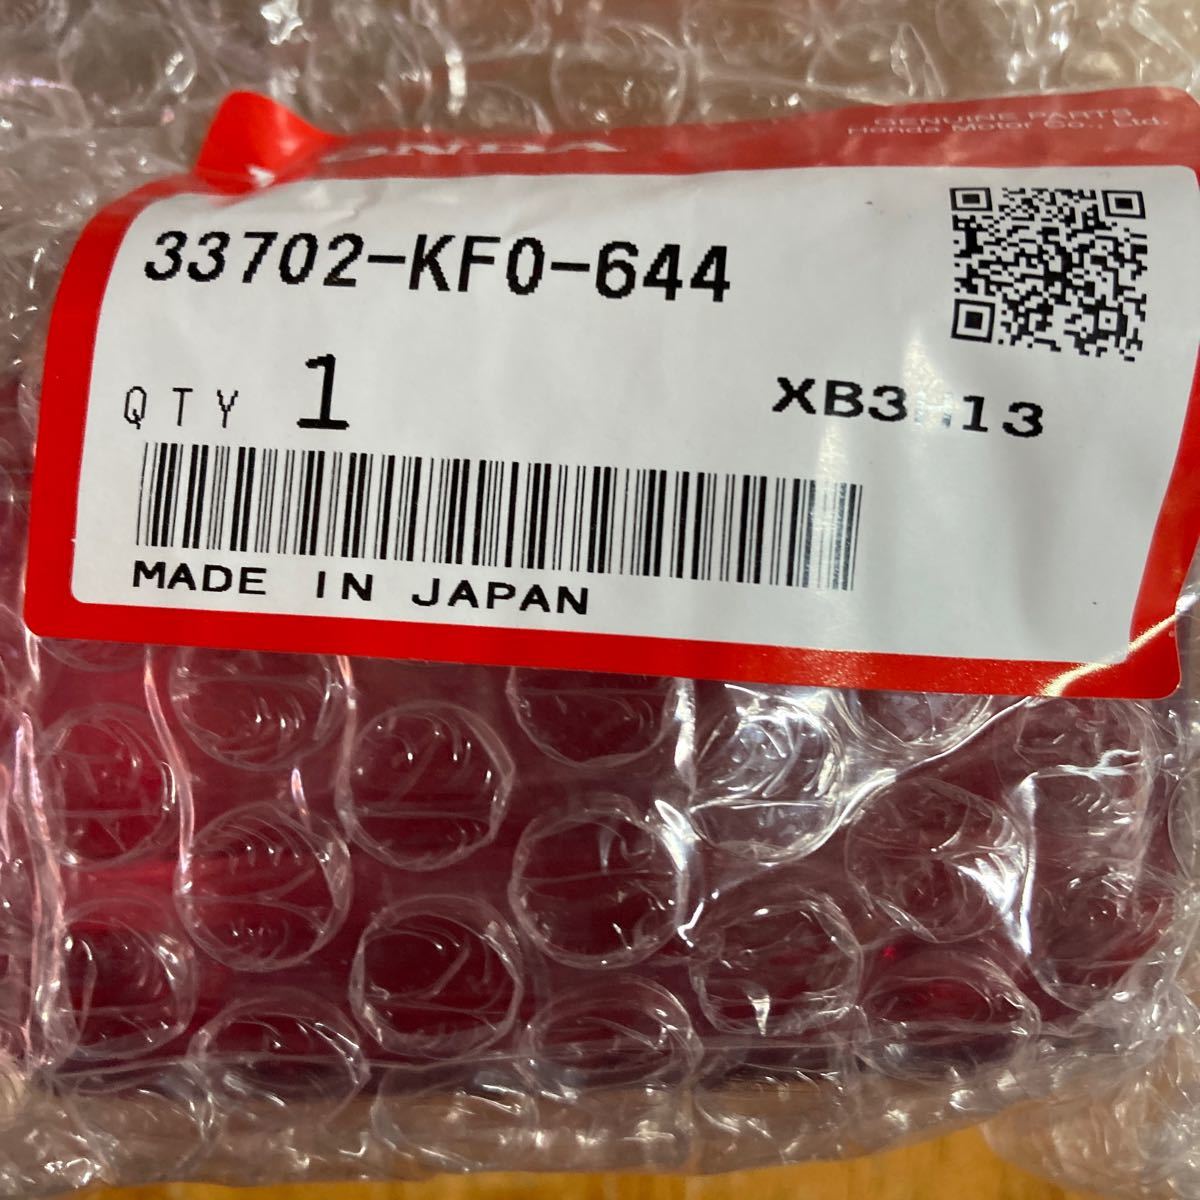 GENUINE PARTS
Honda Motor Co., Ltd.
33702-KF0-644
QTY 1
MADE IN JAPAN